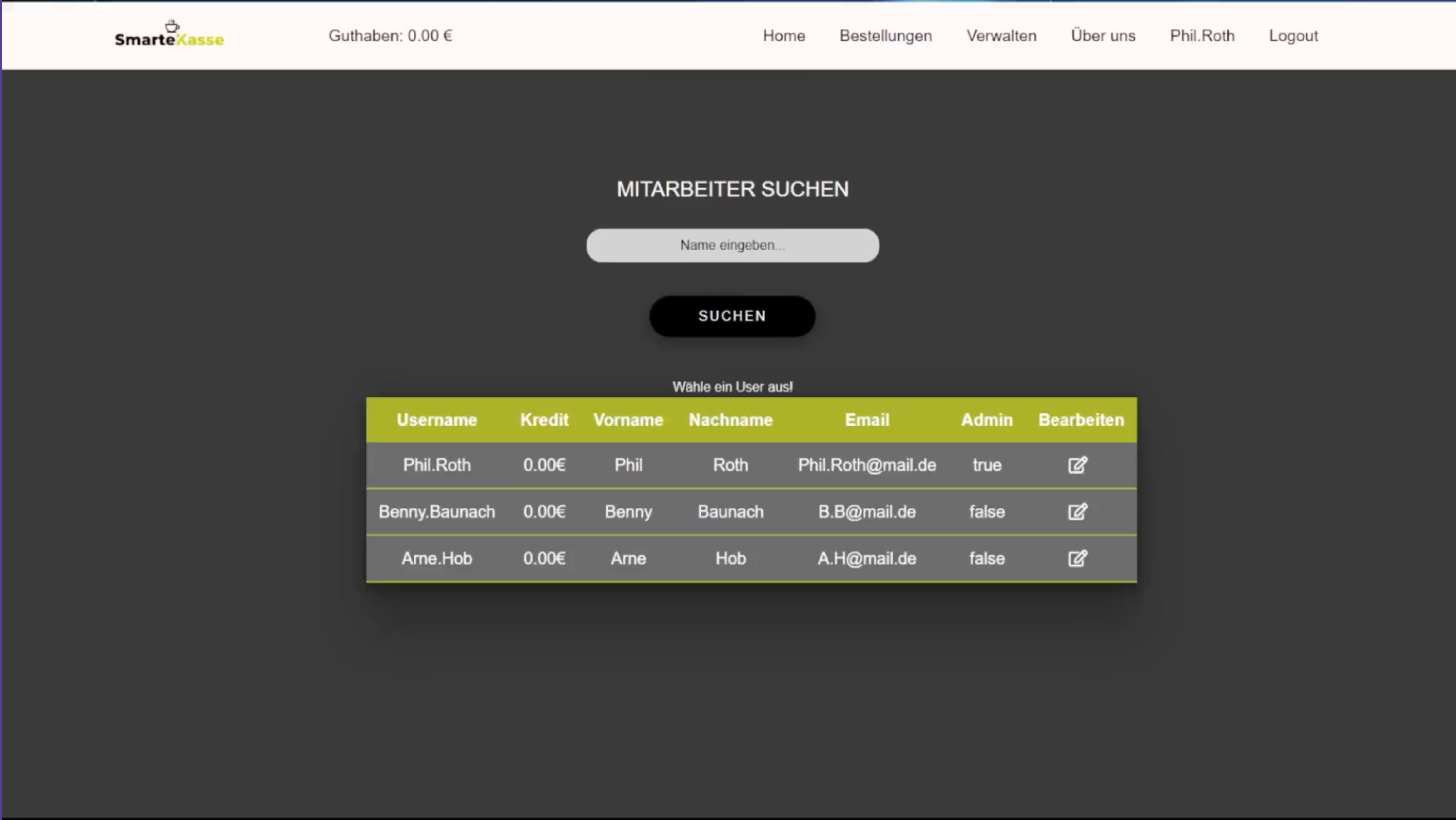 SmarteKasse Guthaben: 0.00 € Home Bestellungen Verwalten Über uns Phil.Roth Logout
MITARBEITER SUCHEN
Name eingeben...
SUCHEN
Wähle ein User aus!
Username Kredit Vorname Nachname Email Admin Bearbeiten
Phil.Roth 0.00€ Phil Roth Phil.Roth@mail.de true
Benny.Baunach 0.00€ Benny Baunach B.B@mail.de false
Arne.Hob 0.00€ Arne Hob A.H@mail.de false